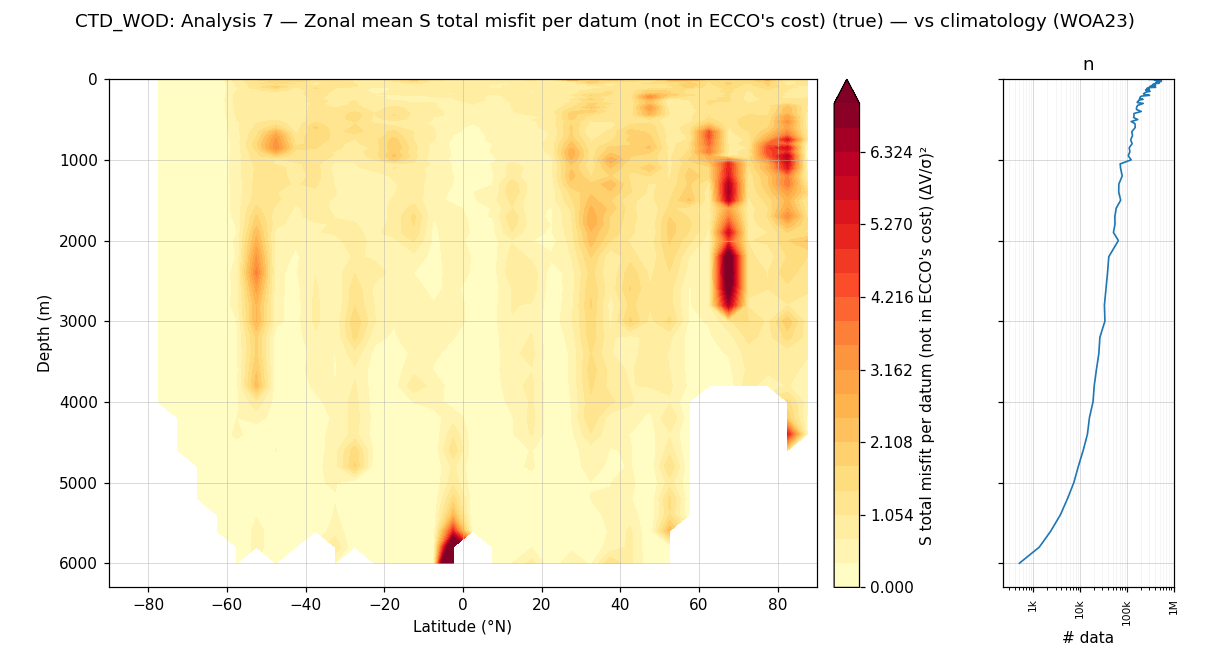 CTD_WOD: Analysis 7 — Zonal mean S total misfit per datum (not in ECCO's cost) (true) — vs climatology (WOA23)
n
0
1000
2000
3000
4000
5000
6000
Depth (m)
−80
−60
−40
−20
0
20
40
60
80
Latitude (°N)
6.324
5.270
4.216
3.162
2.108
1.054
0.000
S total misfit per datum (not in ECCO's cost) (ΔV/σ)²
1k
10k
100k
1M
# data